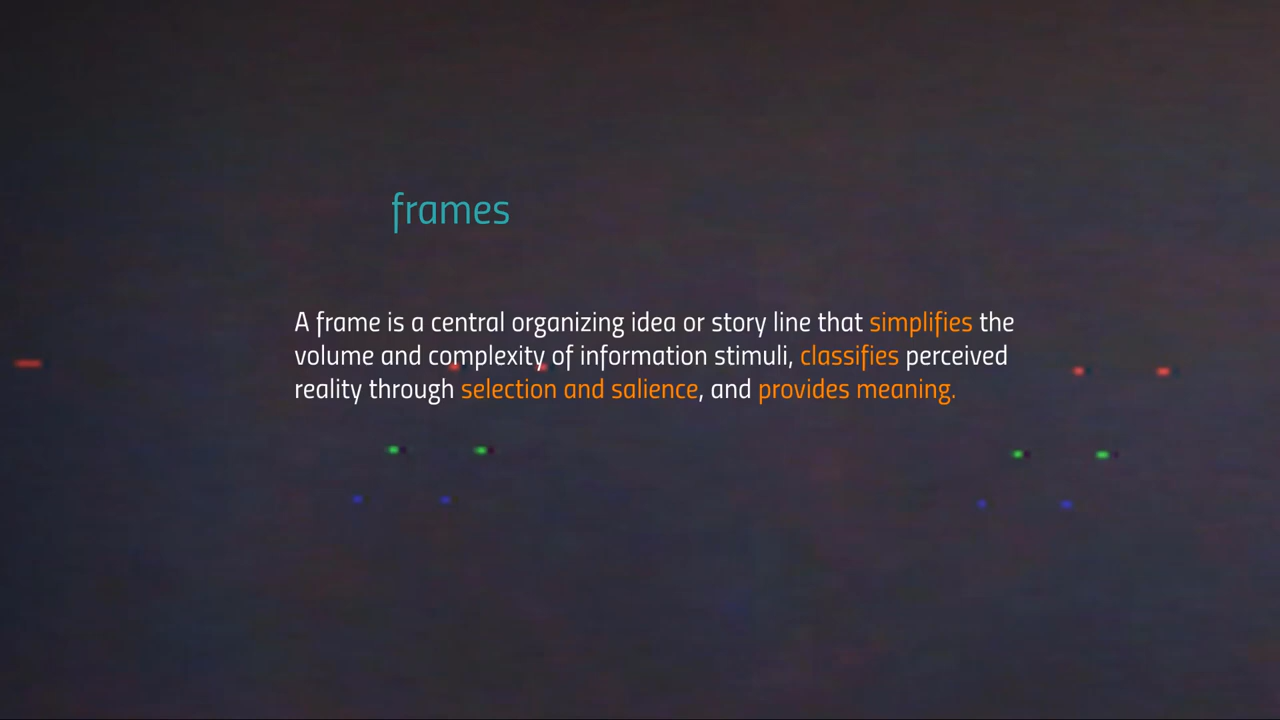 frames
A frame is a central organizing idea or story line that simplifies the
volume and complexity of information stimuli, classifies perceived
reality through selection and salience, and provides meaning.